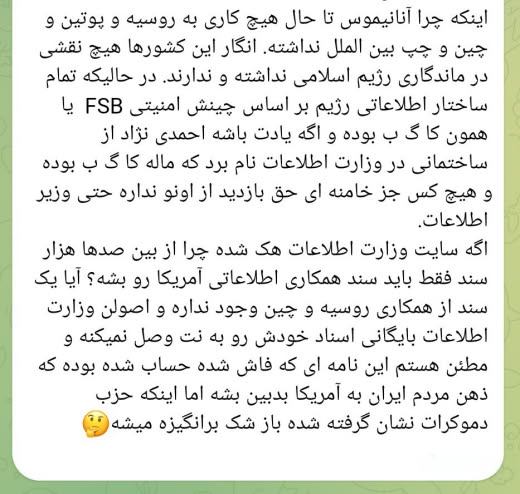 اینکه چرا آنانیموس تا حال هیچ کاری به روسیه و پوتین و
چین و چپ بین الملل نداشته. انگار این کشورها هیچ نقشی
در ماندگاری رژیم اسلامی نداشته و ندارند. در حالیکه تمام
ساختار اطلاعاتی رژیم بر اساس چینش امنیتی FSB یا
همون کا گ ب بوده و اگه یادت باشه احمدی نژاد از
ساختمانی در وزارت اطلاعات نام برد که ماله کا گ ب بوده
و هیچ کس جز خامنه ای حق بازدید از اونو نداره حتی وزیر
اطلاعات.
اگه سایت وزارت اطلاعات هک شده چرا از بین صدها هزار
سند فقط باید سند همکاری اطلاعاتی آمریکا رو بشه؟ آیا یک
سند از همکاری روسیه و چین وجود نداره و اصولن وزارت
اطلاعات بایگانی اسناد خودش رو به نت وصل نمیکنه و
مطئن هستم این نامه ای که فاش شده حساب شده بوده که
ذهن مردم ایران به آمریکا بدبین بشه اما اینکه حزب
دموکرات نشان گرفته شده باز شک برانگیزه میشه🤔